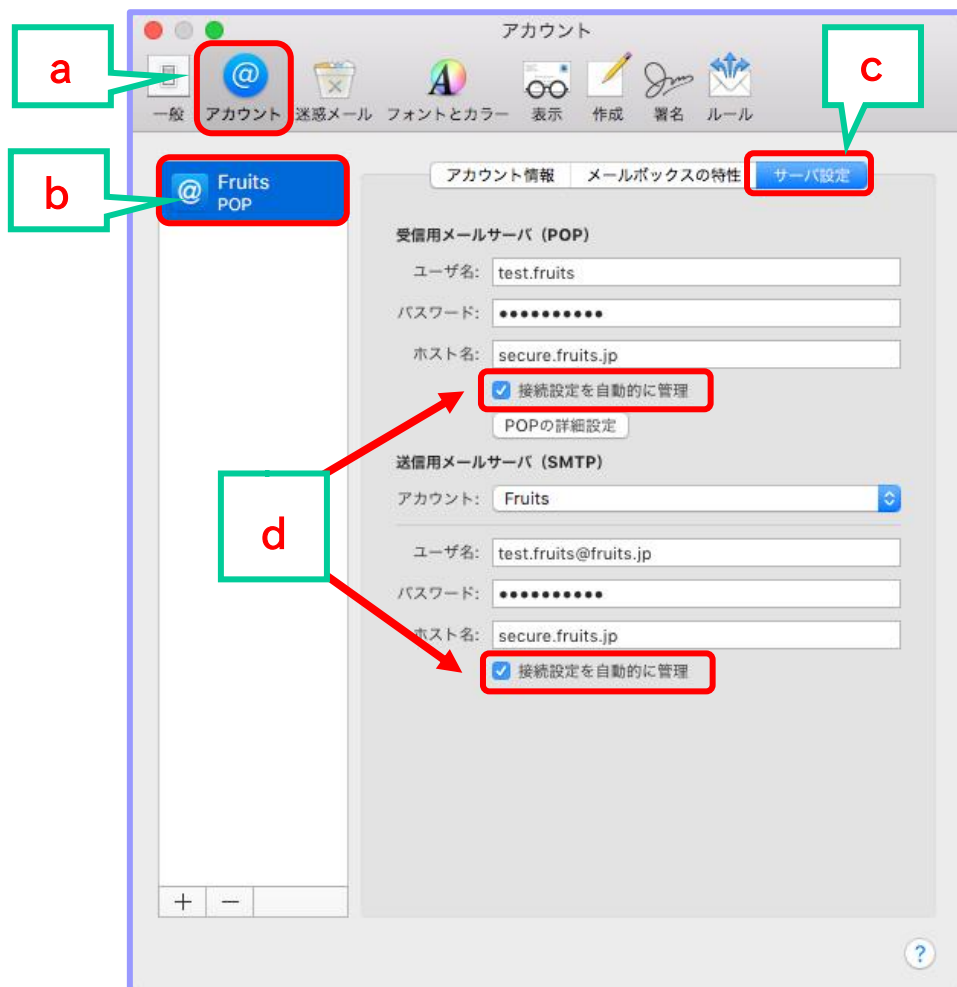 アカウント
a
c
一般 アカウント 迷惑メール フォントとカラー 表示 作成 署名 ルール
b
Fruits
POP
アカウント情報 メールボックスの特性 サーバ設定
受信用メールサーバ (POP)
ユーザ名: test.fruits
パスワード: ●●●●●●●●●●
ホスト名: secure.fruits.jp
接続設定を自動的に管理
POPの詳細設定
送信用メールサーバ (SMTP)
アカウント: Fruits
d
ユーザ名: test.fruits@fruits.jp
パスワード: ●●●●●●●●●●
ホスト名: secure.fruits.jp
接続設定を自動的に管理
+ −
?